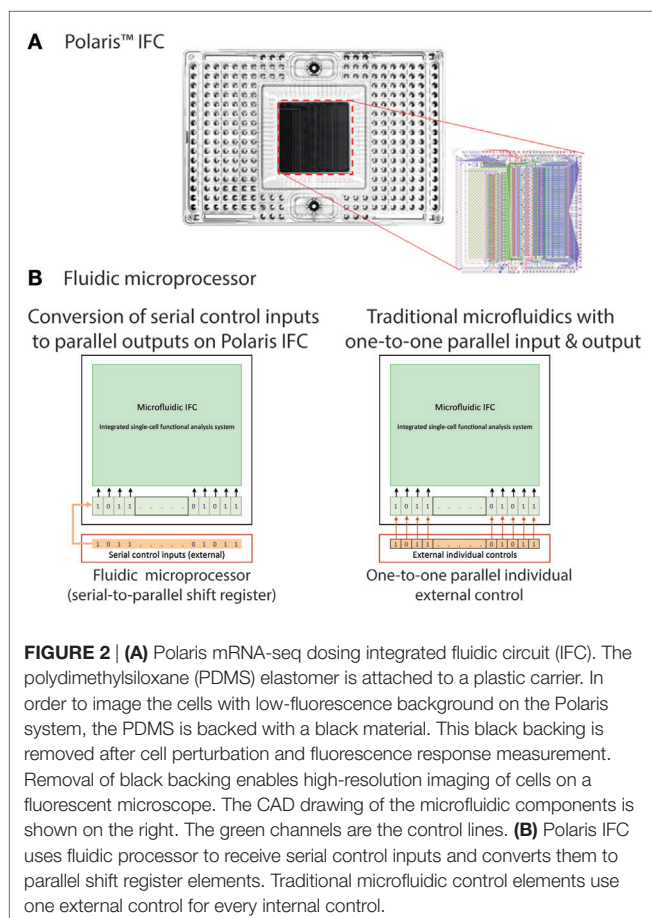 A Polaris™ IFC
B Fluidic microprocessor
Conversion of serial control inputs
to parallel outputs on Polaris IFC
Microfluidic IFC
Integrated single-cell functional analysis system
1 0 1 1 . . . . . 0 1 0 1 1
1 0 1 1 . . . . . . 0 1 0 1 1
Serial control inputs (external)
Fluidic microprocessor
(serial-to-parallel shift register)
Traditional microfluidics with
one-to-one parallel input & output
Microfluidic IFC
Integrated single-cell functional analysis system
1 0 1 1 . . . . . 0 1 0 1 1
1 0 1 1 . . . . . 0 1 0 1 1
External individual controls
One-to-one parallel individual
external control
FIGURE 2 | (A) Polaris mRNA-seq dosing integrated fluidic circuit (IFC). The
polydimethylsiloxane (PDMS) elastomer is attached to a plastic carrier. In
order to image the cells with low-fluorescence background on the Polaris
system, the PDMS is backed with a black material. This black backing is
removed after cell perturbation and fluorescence response measurement.
Removal of black backing enables high-resolution imaging of cells on a
fluorescent microscope. The CAD drawing of the microfluidic components is
shown on the right. The green channels are the control lines. (B) Polaris IFC
uses fluidic processor to receive serial control inputs and converts them to
parallel shift register elements. Traditional microfluidic control elements use
one external control for every internal control.